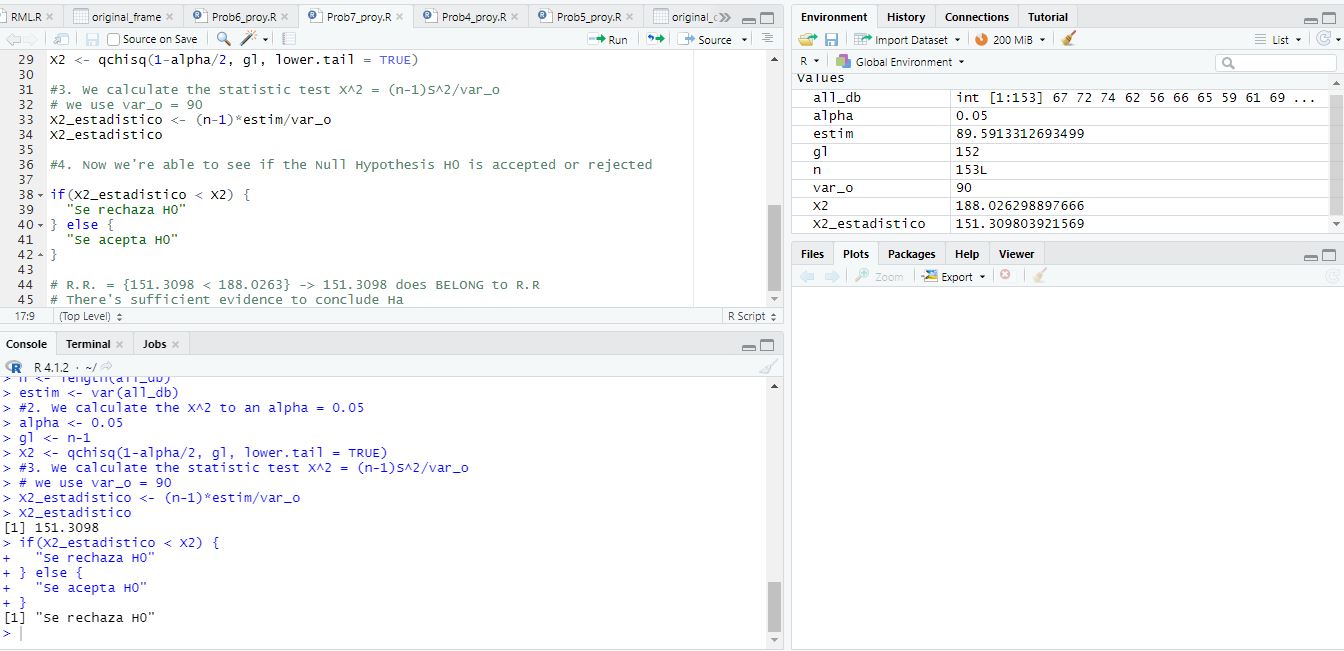 RML.R
original_frame
Prob6_proy.R
Prob7_proy.R
Prob4_proy.R
Prob5_proy.R
Source on Save
Run
Source
29 X2 <- qchisq(1-alpha/2, gl, lower.tail = TRUE)
30
31 #3. We calculate the statistic test X^2 = (n-1)S^2/var_o
32 # we use var_o = 90
33 X2_estadistico <- (n-1)*estim/var_o
34 X2_estadistico
35
36 #4. Now we're able to see if the Null Hypothesis H0 is accepted or rejected
37
38 if(X2_estadistico < X2) {
39 "Se rechaza H0"
40 } else {
41 "Se acepta H0"
42 }
43
44 # R.R. = {151.3098 < 188.0263} -> 151.3098 does BELONG to R.R
45 # There's sufficient evidence to conclude Ha
17:9 (Top Level) R Script
Console Terminal Jobs
R 4.1.2 · ~/
> n <- length(all_db)
> estim <- var(all_db)
> #2. We calculate the X^2 to an alpha = 0.05
> alpha <- 0.05
> gl <- n-1
> X2 <- qchisq(1-alpha/2, gl, lower.tail = TRUE)
> #3. We calculate the statistic test X^2 = (n-1)S^2/var_o
> # we use var_o = 90
> X2_estadistico <- (n-1)*estim/var_o
> X2_estadistico
[1] 151.3098
> if(X2_estadistico < X2) {
+ "Se rechaza H0"
+ } else {
+ "Se acepta H0"
+ }
[1] "Se rechaza H0"
>
Environment History Connections Tutorial
Import Dataset 200 MiB List
R Global Environment
Values
all_db int [1:153] 67 72 74 62 56 66 65 59 61 69 ...
alpha 0.05
estim 89.5913312693499
gl 152
n 153L
var_o 90
X2 188.026298897666
X2_estadistico 151.309803921569
Files Plots Packages Help Viewer
Zoom Export